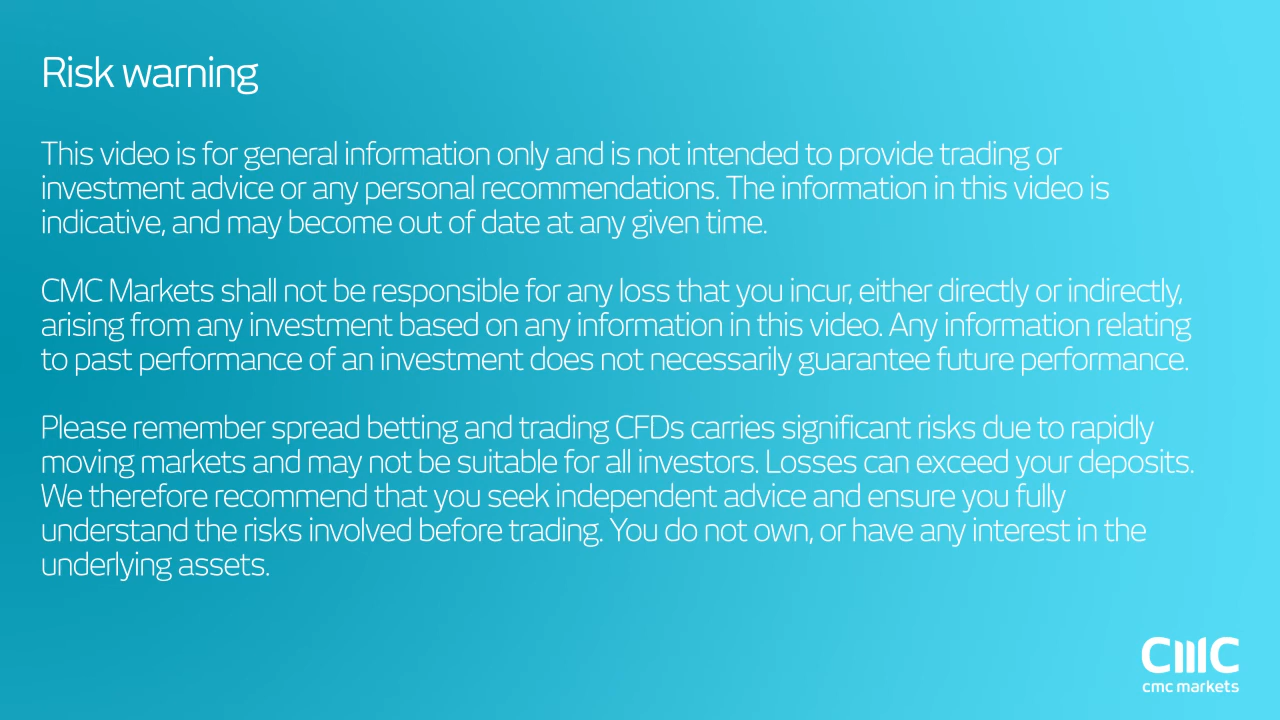 Risk warning
This video is for general information only and is not intended to provide trading or
investment advice or any personal recommendations. The information in this video is
indicative, and may become out of date at any given time.
CMC Markets shall not be responsible for any loss that you incur, either directly or indirectly,
arising from any investment based on any information in this video. Any information relating
to past performance of an investment does not necessarily guarantee future performance.
Please remember spread betting and trading CFDs carries significant risks due to rapidly
moving markets and may not be suitable for all investors. Losses can exceed your deposits.
We therefore recommend that you seek independent advice and ensure you fully
understand the risks involved before trading. You do not own, or have any interest in the
underlying assets.
CMC
cmc markets